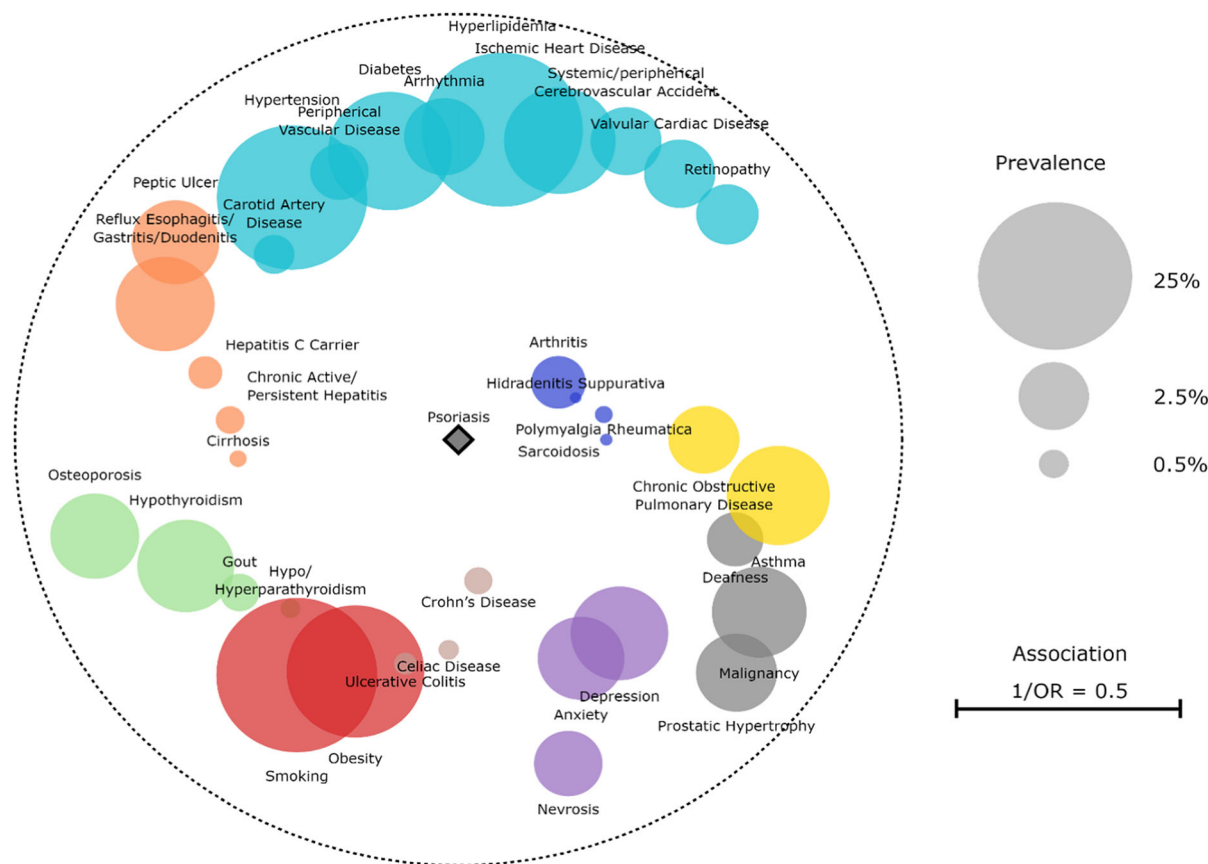 Hyperlipidemia
Ischemic Heart Disease
Diabetes
Arrhythmia
Systemic/peripherical
Cerebrovascular Accident
Hypertension
Peripherical
Vascular Disease
Valvular Cardiac Disease
Retinopathy
Peptic Ulcer
Carotid Artery
Disease
Reflux Esophagitis/
Gastritis/Duodenitis
Hepatitis C Carrier
Chronic Active/
Persistent Hepatitis
Cirrhosis
Arthritis
Hidradenitis Suppurativa
Psoriasis
Polymyalgia Rheumatica
Sarcoidosis
Osteoporosis
Hypothyroidism
Gout
Hypo/
Hyperparathyroidism
Chronic Obstructive
Pulmonary Disease
Asthma
Deafness
Crohn's Disease
Celiac Disease
Ulcerative Colitis
Malignancy
Depression
Anxiety
Prostatic Hypertrophy
Obesity
Smoking
Nevrosis
Prevalence
25%
2.5%
0.5%
Association
1/OR = 0.5